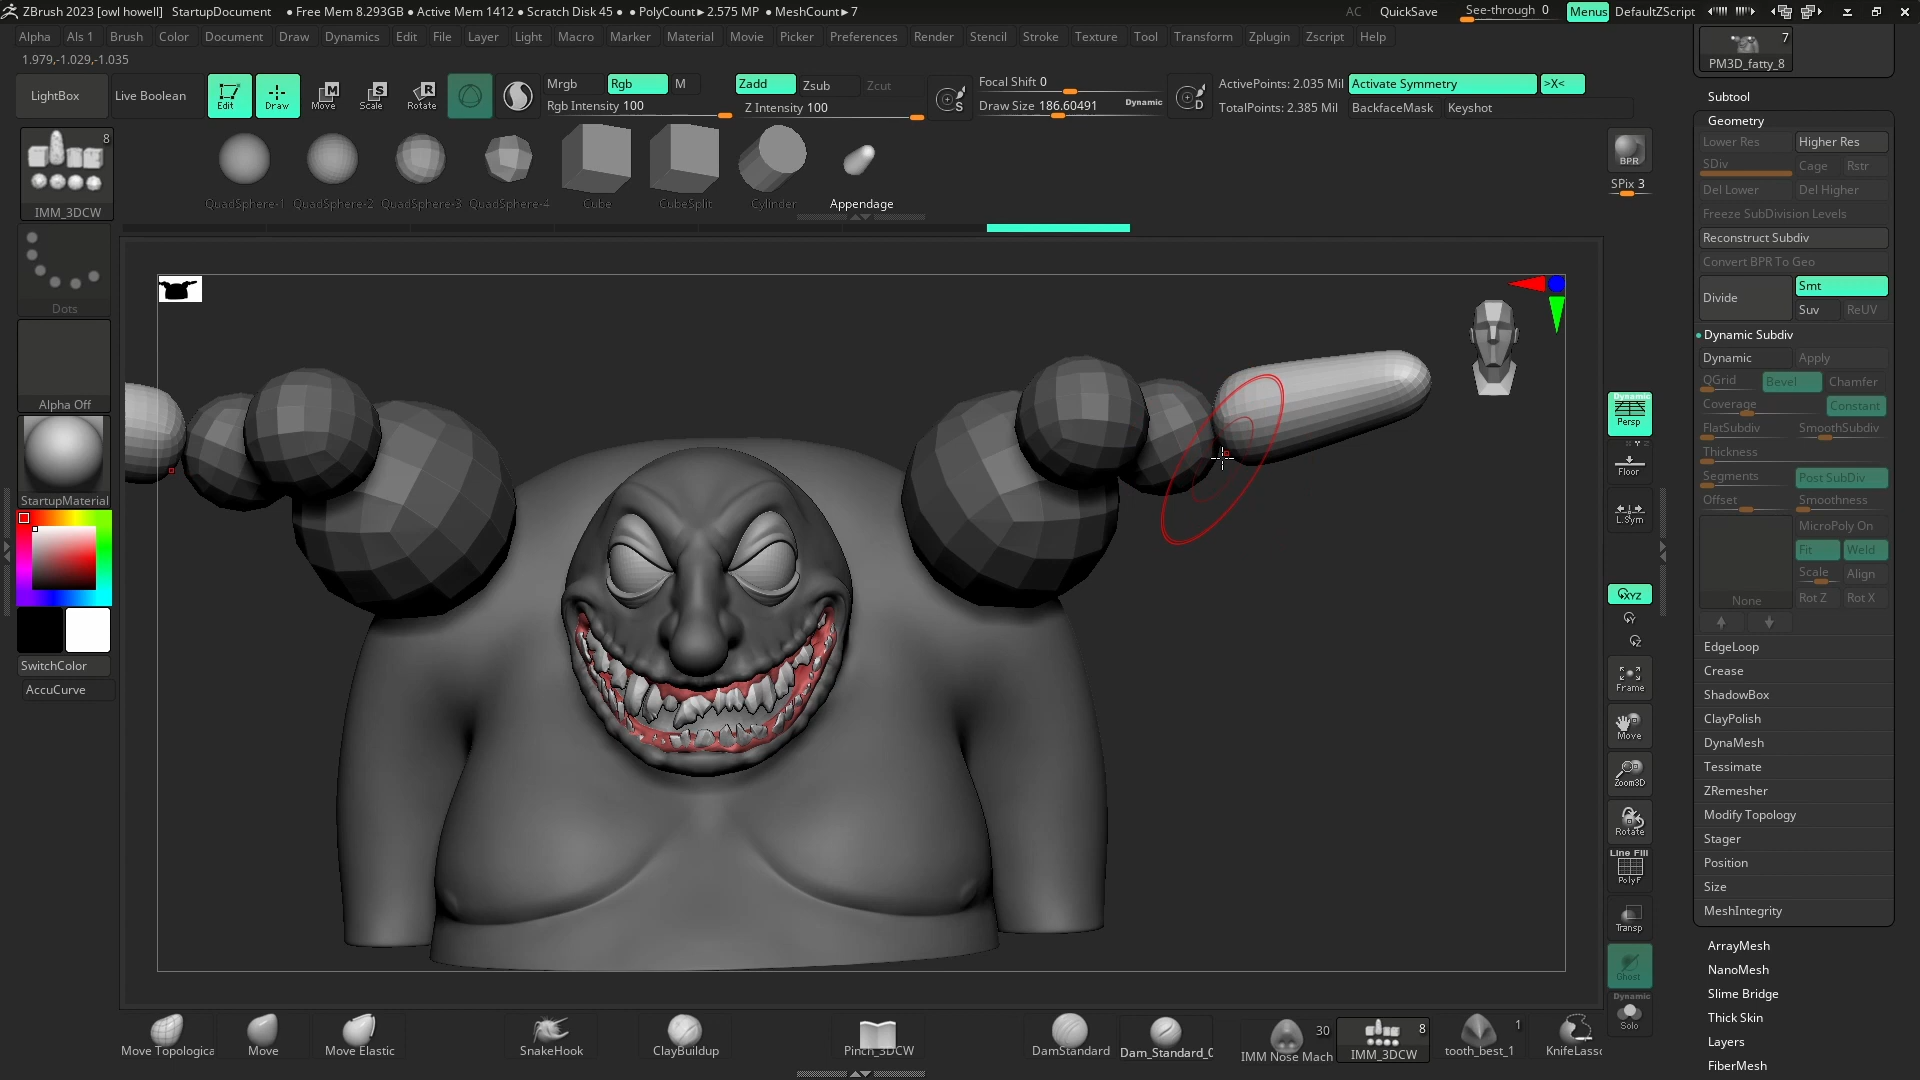 ZBrush 2023 [owl howell] StartupDocument • Free Mem 8.293GB • Active Mem 1412 • Scratch Disk 45 • • PolyCount► 2.575 MP • MeshCount► 7 AC QuickSave See-through 0 Menus DefaultZScript
Alpha Als 1 Brush Color Document Draw Dynamics Edit File Layer Light Macro Marker Material Movie Picker Preferences Render Stencil Stroke Texture Tool Transform Zplugin Zscript Help
1.979,-1.029,-1.035
LightBox
Live Boolean
Edit
Draw
Move
Scale
Rotate
Mrgb Rgb M
Rgb Intensity 100
Zadd Zsub Zcut
Z Intensity 100
S
Focal Shift 0
Draw Size 186.60491 Dynamic
D
ActivePoints: 2.035 Mil
TotalPoints: 2.385 Mil
Activate Symmetry >X<
BackfaceMask Keyshot
8
IMM_3DCW
QuadSphere-1 QuadSphere-2 QuadSphere-3 QuadSphere-4 Cube CubeSplit Cylinder Appendage
Dots
Alpha Off
StartupMaterial
SwitchColor
AccuCurve
BPR
SPix 3
Dynamic
Persp
Floor
L.Sym
XYZ
Y
Z
Frame
Move
Zoom3D
Rotate
Line Fill
PolyF
Transp
Ghost
Dynamic
Solo
7
PM3D_fatty_8
Subtool
Geometry
Lower Res Higher Res
SDiv Cage Rstr
Del Lower Del Higher
Freeze SubDivision Levels
Reconstruct Subdiv
Convert BPR To Geo
Divide
Smt
Suv ReUV
Dynamic Subdiv
Dynamic Apply
QGrid Bevel Chamfer
Coverage Constant
FlatSubdiv SmoothSubdiv
Thickness
Segments Post SubDiv
Offset Smoothness
MicroPoly On
Fit Weld
Scale Align
None
Rot Z Rot X
EdgeLoop
Crease
ShadowBox
ClayPolish
DynaMesh
Tessimate
ZRemesher
Modify Topology
Stager
Position
Size
MeshIntegrity
ArrayMesh
NanoMesh
Slime Bridge
Thick Skin
Layers
FiberMesh
Move Topologica Move Move Elastic SnakeHook ClayBuildup Pinch_3DCW DamStandard Dam_Standard_0 30 IMM Nose Mach 8 IMM_3DCW 1 tooth_best_1 KnifeLasso